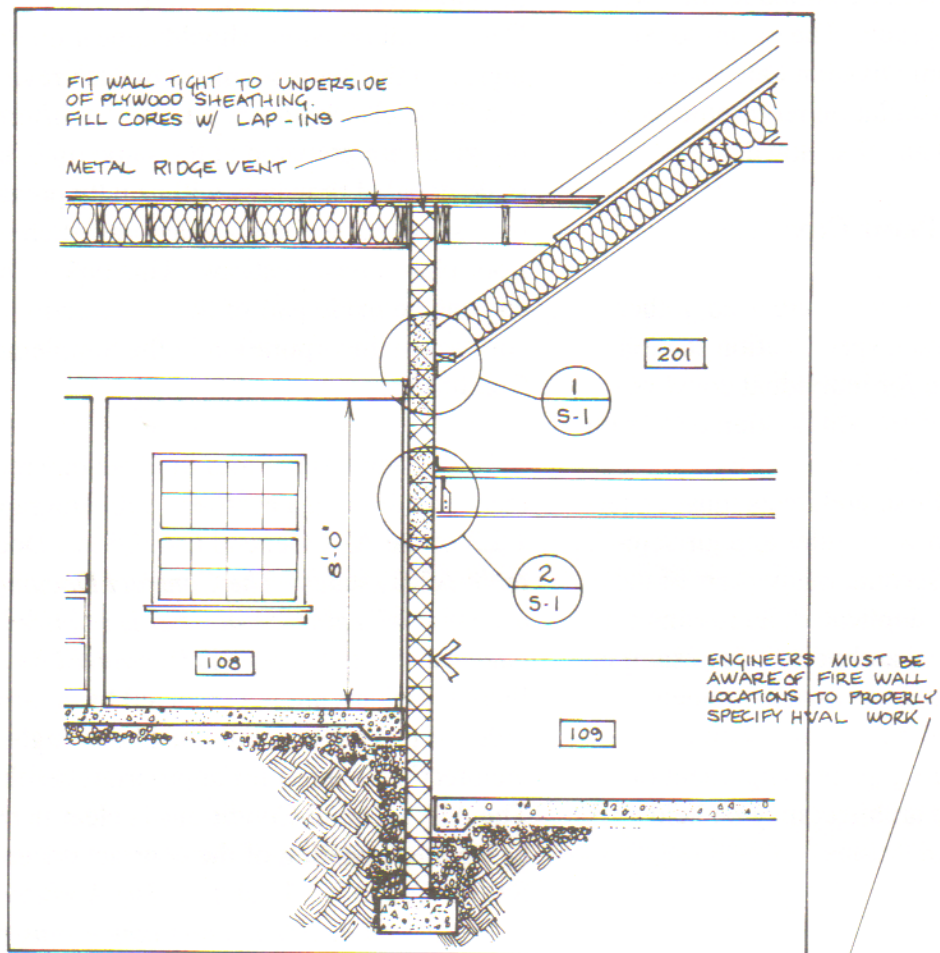 FIT WALL TIGHT TO UNDERSIDE
OF PLYWOOD SHEATHING.
FILL CORES W/ LAP-INS
METAL RIDGE VENT
201
1
S-1
8'-0"
2
S-1
108
ENGINEERS MUST BE
AWARE OF FIRE WALL
LOCATIONS TO PROPERLY
SPECIFY HVAL WORK
109